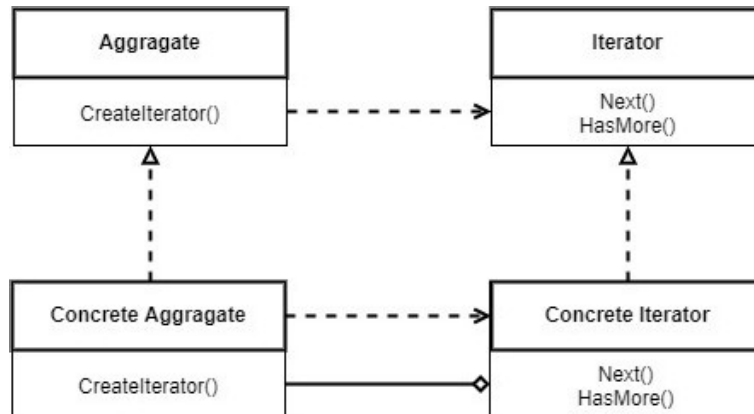 Aggragate
CreateIterator()
Iterator
Next()
HasMore()
Concrete Aggragate
CreateIterator()
Concrete Iterator
Next()
HasMore()